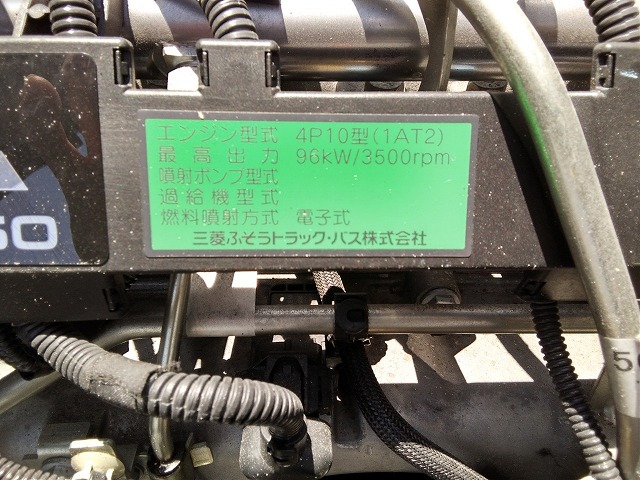 エンジン型式 4P10型(1AT2)
最高出力 96kW/3500rpm
噴射ポンプ型式
過給機型式
燃料噴射方式 電子式
三菱ふそうトラック・バス株式会社
50
5